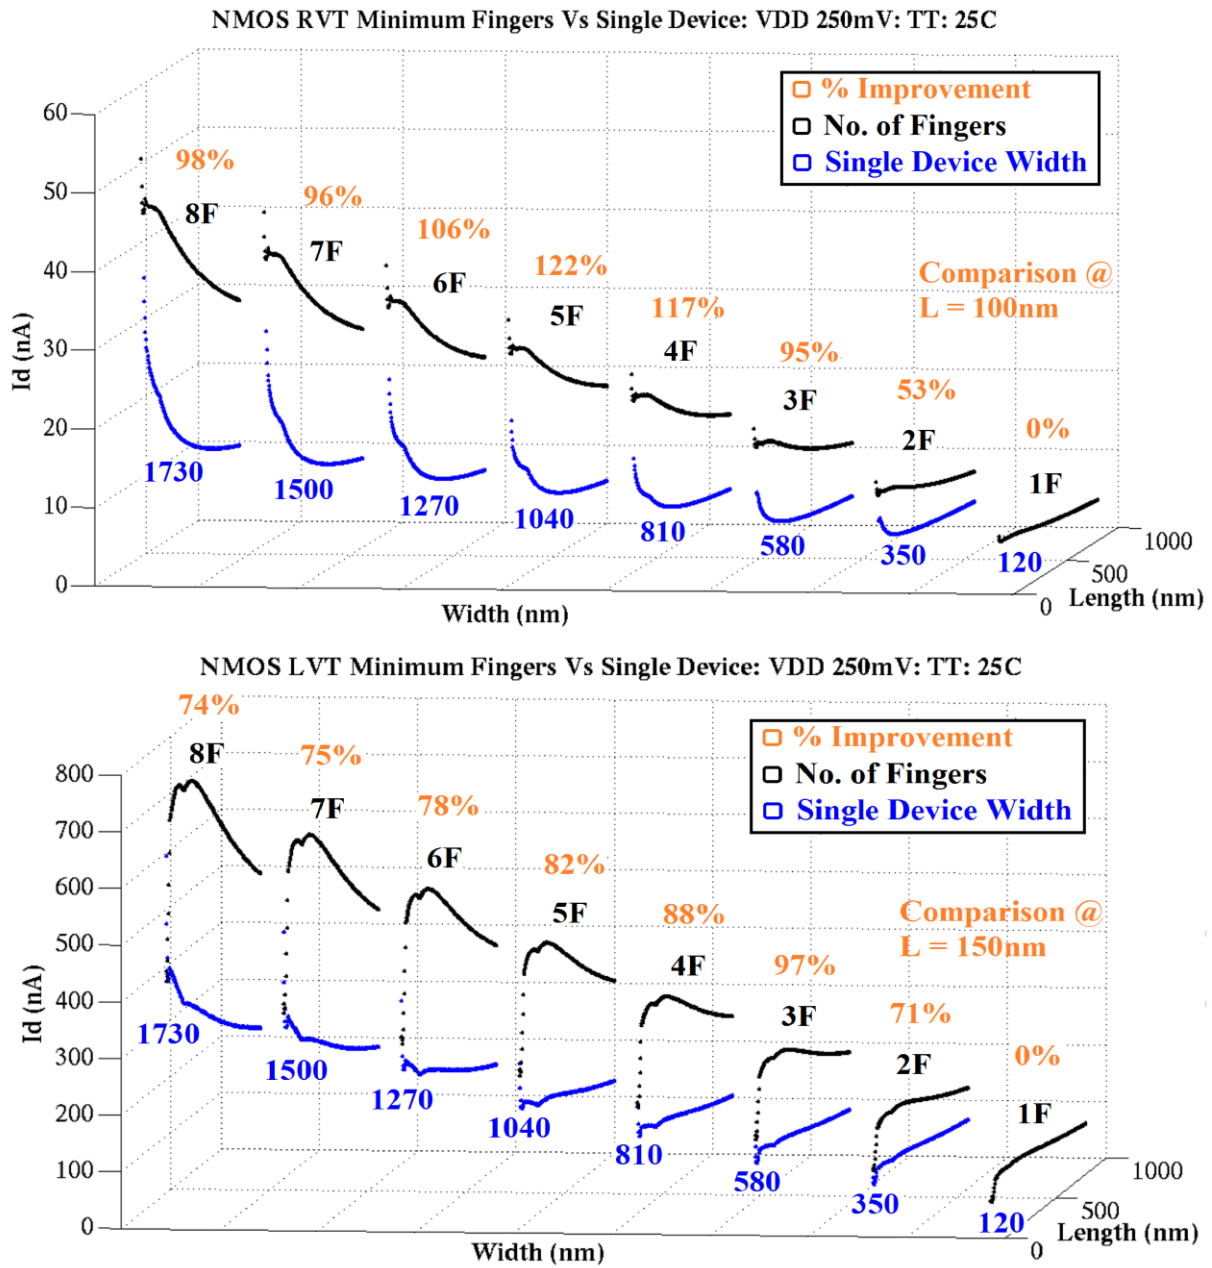 NMOS RVT Minimum Fingers Vs Single Device: VDD 250mV: TT: 25C
% Improvement
No. of Fingers
Single Device Width
60
50
40
30
20
10
0
Id (nA)
98%
96%
106%
122%
117%
95%
53%
0%
8F
7F
6F
5F
4F
3F
2F
1F
Comparison @
L = 100nm
1730
1500
1270
1040
810
580
350
120
1000
500
0
Length (nm)
Width (nm)
NMOS LVT Minimum Fingers Vs Single Device: VDD 250mV: TT: 25C
% Improvement
No. of Fingers
Single Device Width
800
700
600
500
400
300
200
100
0
Id (nA)
74%
75%
78%
82%
88%
97%
71%
0%
8F
7F
6F
5F
4F
3F
2F
1F
Comparison @
L = 150nm
1730
1500
1270
1040
810
580
350
120
1000
500
0
Length (nm)
Width (nm)